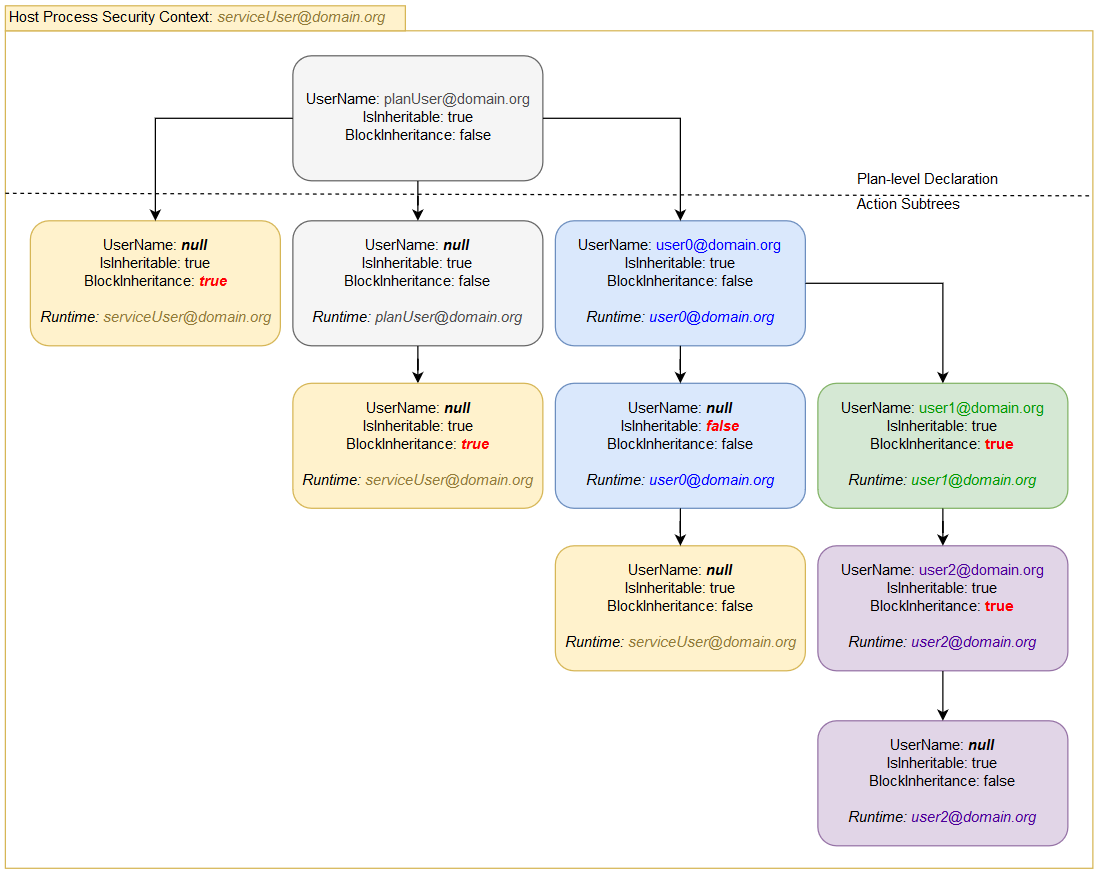 Host Process Security Context: serviceUser@domain.org
UserName: planUser@domain.org
IsInheritable: true
BlockInheritance: false
Plan-level Declaration
Action Subtrees
UserName: null
IsInheritable: true
BlockInheritance: true
Runtime: serviceUser@domain.org
UserName: null
IsInheritable: true
BlockInheritance: false
Runtime: planUser@domain.org
UserName: user0@domain.org
IsInheritable: true
BlockInheritance: false
Runtime: user0@domain.org
UserName: null
IsInheritable: true
BlockInheritance: true
Runtime: serviceUser@domain.org
UserName: null
IsInheritable: false
BlockInheritance: false
Runtime: user0@domain.org
UserName: user1@domain.org
IsInheritable: true
BlockInheritance: true
Runtime: user1@domain.org
UserName: null
IsInheritable: true
BlockInheritance: false
Runtime: serviceUser@domain.org
UserName: user2@domain.org
IsInheritable: true
BlockInheritance: true
Runtime: user2@domain.org
UserName: null
IsInheritable: true
BlockInheritance: false
Runtime: user2@domain.org